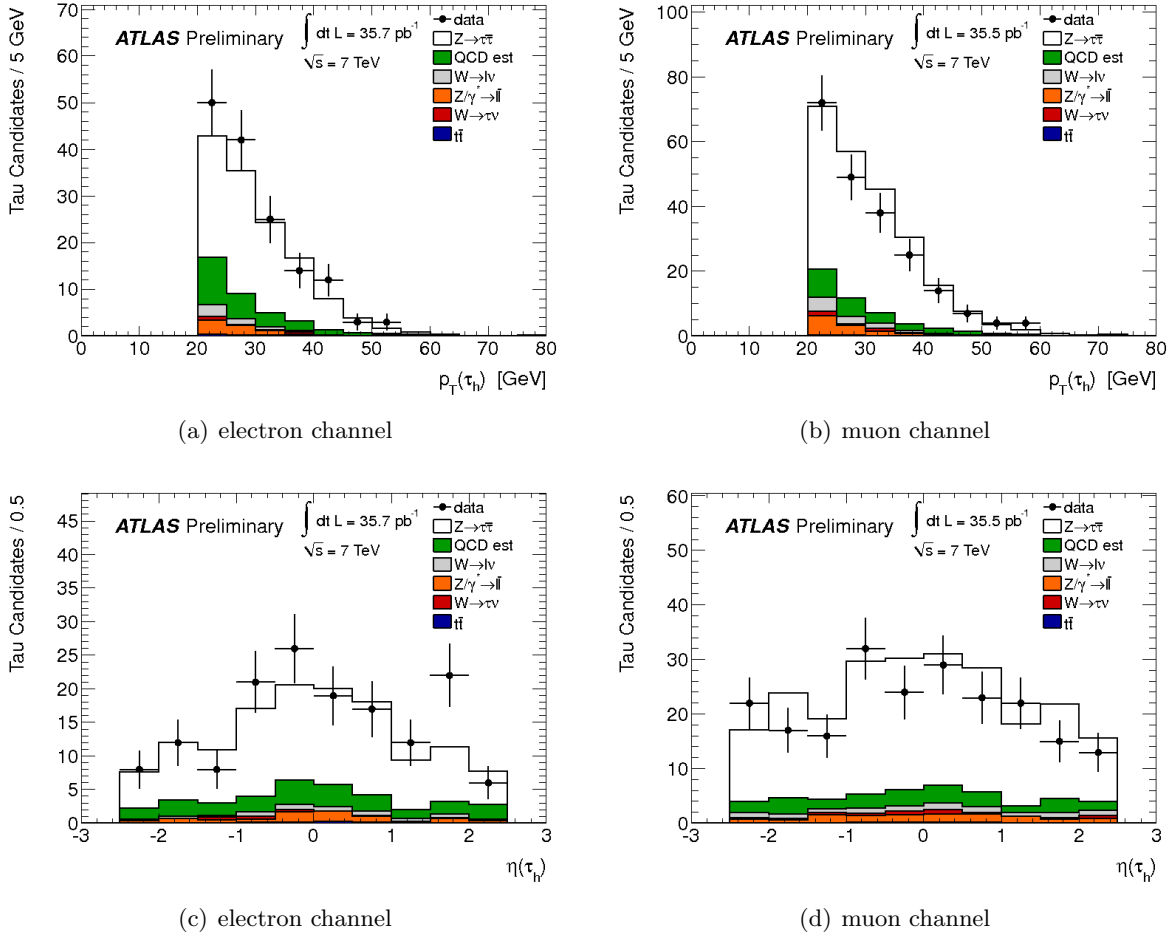 Tau Candidates / 5 GeV
70
60
50
40
30
20
10
0
0 10 20 30 40 50 60 70 80
p_T(τ_h) [GeV]
ATLAS Preliminary
∫ dt L = 35.7 pb⁻¹
√s = 7 TeV
data
Z→ττ̄
QCD est
W→lν
Z/γ*→ll̄
W→τν
tt̄
(a) electron channel
Tau Candidates / 5 GeV
100
80
60
40
20
0
0 10 20 30 40 50 60 70 80
p_T(τ_h) [GeV]
ATLAS Preliminary
∫ dt L = 35.5 pb⁻¹
√s = 7 TeV
data
Z→ττ̄
QCD est
W→lν
Z/γ*→ll̄
W→τν
tt̄
(b) muon channel
Tau Candidates / 0.5
45
40
35
30
25
20
15
10
5
0
-3 -2 -1 0 1 2 3
η(τ_h)
ATLAS Preliminary
∫ dt L = 35.7 pb⁻¹
√s = 7 TeV
data
Z→ττ̄
QCD est
W→lν
Z/γ*→ll̄
W→τν
tt̄
(c) electron channel
Tau Candidates / 0.5
60
50
40
30
20
10
0
-3 -2 -1 0 1 2 3
η(τ_h)
ATLAS Preliminary
∫ dt L = 35.5 pb⁻¹
√s = 7 TeV
data
Z→ττ̄
QCD est
W→lν
Z/γ*→ll̄
W→τν
tt̄
(d) muon channel